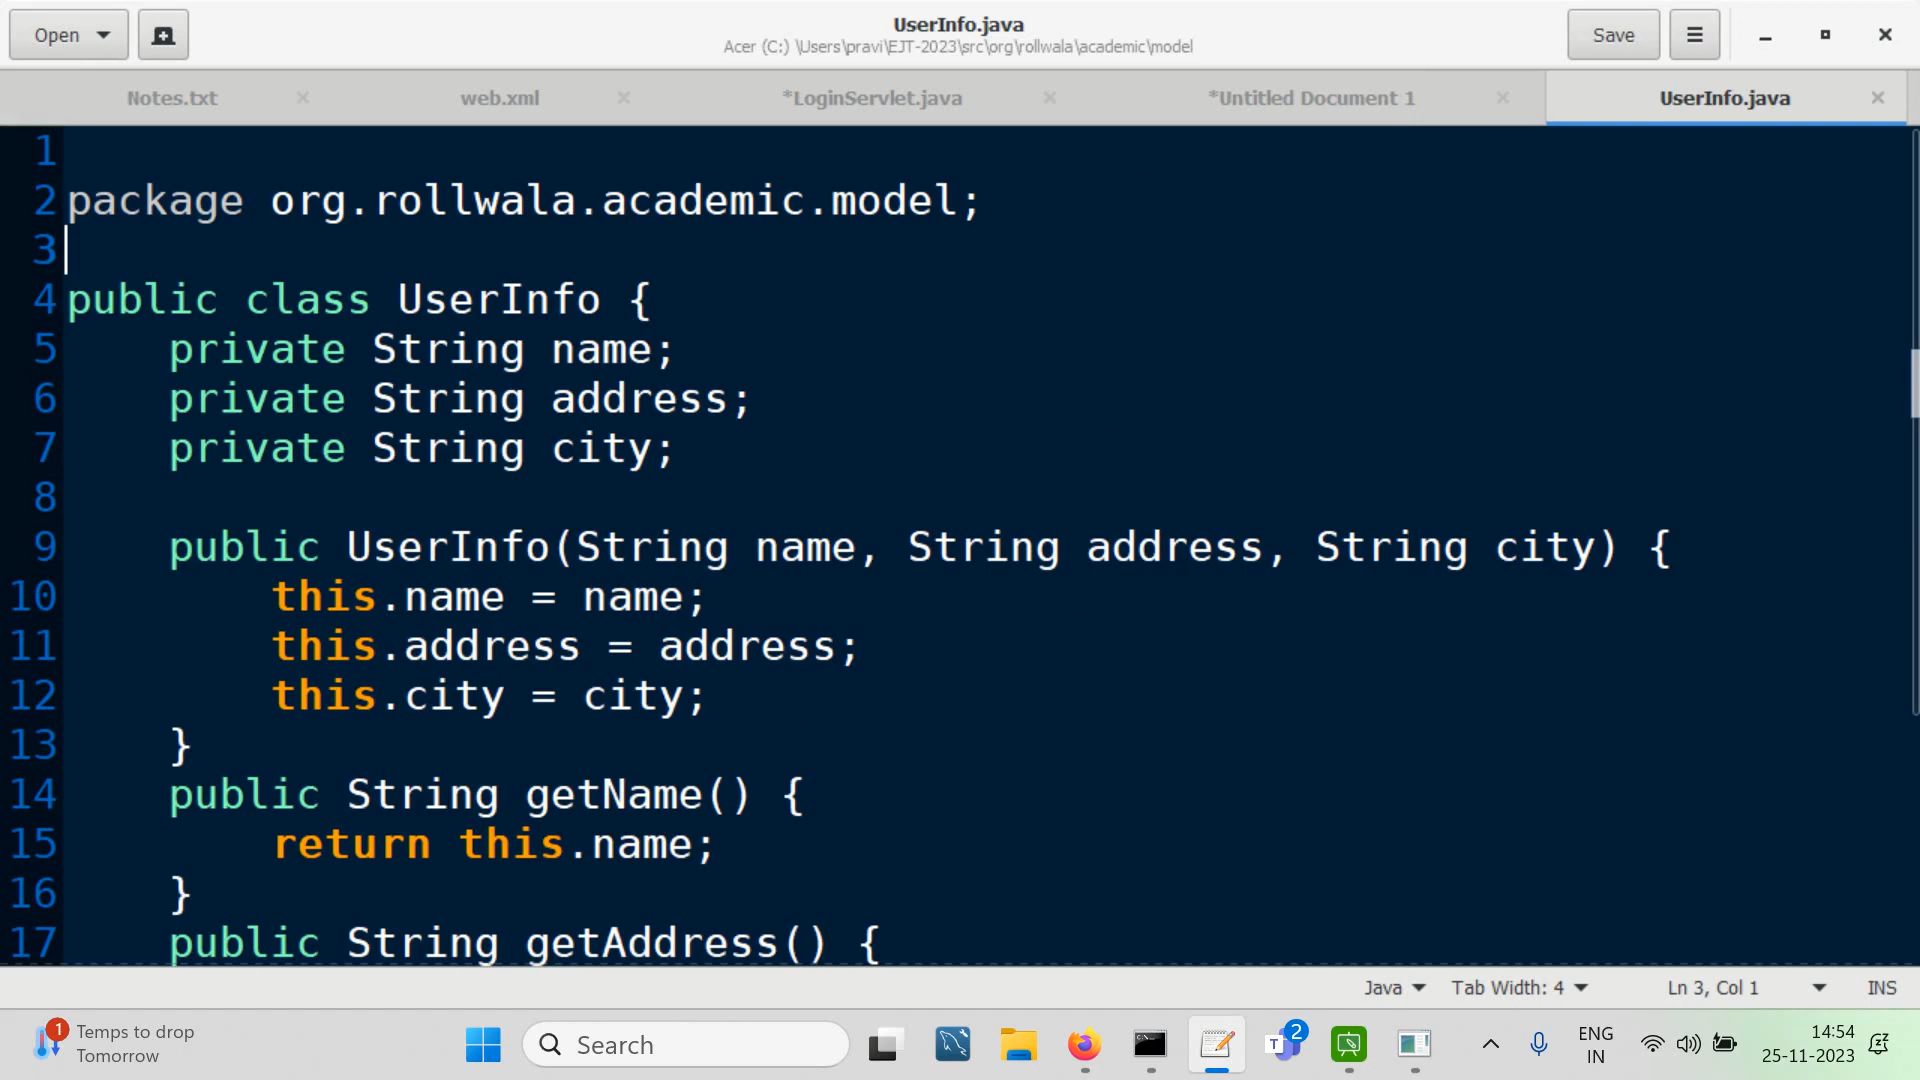 Open
UserInfo.java
Acer (C:) \Users\pravi\EJT-2023\src\org\rollwala\academic\model
Save
Notes.txt
web.xml
*LoginServlet.java
*Untitled Document 1
UserInfo.java
1
2 package org.rollwala.academic.model;
3
4 public class UserInfo {
5 private String name;
6 private String address;
7 private String city;
8
9 public UserInfo(String name, String address, String city) {
10 this.name = name;
11 this.address = address;
12 this.city = city;
13 }
14 public String getName() {
15 return this.name;
16 }
17 public String getAddress() {
Java Tab Width: 4 Ln 3, Col 1 INS
1
Temps to drop
Tomorrow
Search
T
2
ENG
IN
14:54
25-11-2023